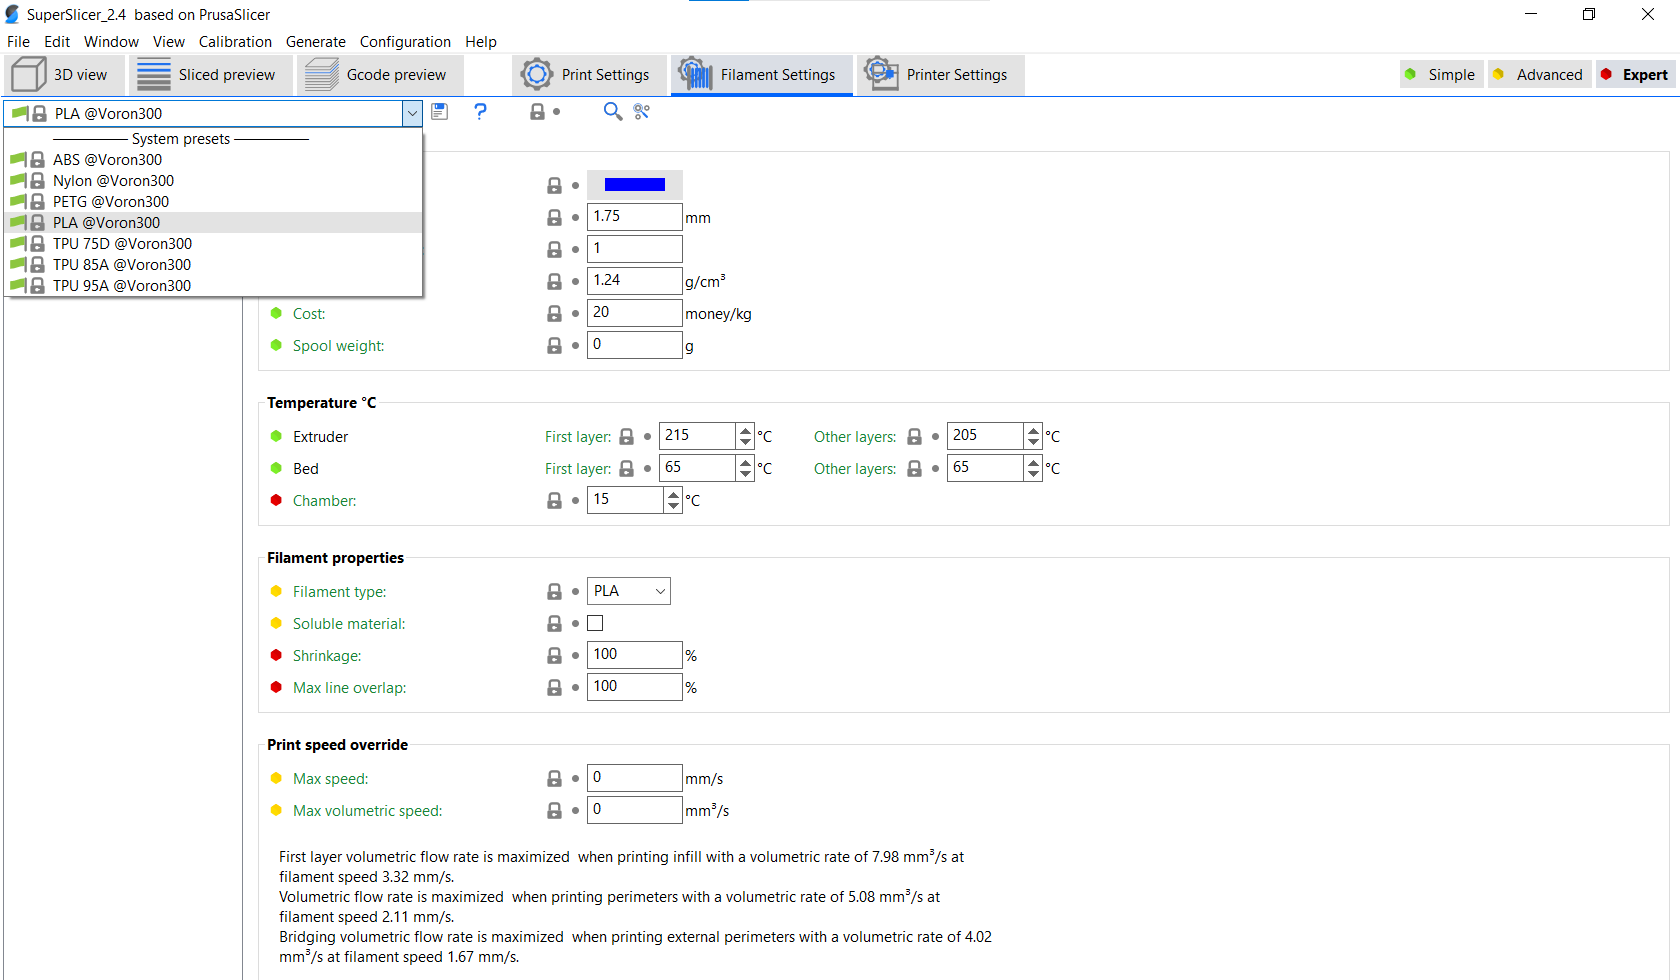 SuperSlicer_2.4  based on PrusaSlicer
File Edit Window View Calibration Generate Configuration Help
3D view Sliced preview Gcode preview Print Settings Filament Settings Printer Settings Simple Advanced Expert
PLA @Voron300 ?
System presets
ABS @Voron300
Nylon @Voron300
PETG @Voron300
PLA @Voron300
TPU 75D @Voron300
TPU 85A @Voron300
TPU 95A @Voron300
1.75 mm
1
1.24 g/cm³
Cost: 20 money/kg
Spool weight: 0 g
Temperature °C
Extruder First layer: 215 °C Other layers: 205 °C
Bed First layer: 65 °C Other layers: 65 °C
Chamber: 15 °C
Filament properties
Filament type: PLA
Soluble material:
Shrinkage: 100 %
Max line overlap: 100 %
Print speed override
Max speed: 0 mm/s
Max volumetric speed: 0 mm³/s
First layer volumetric flow rate is maximized  when printing infill with a volumetric rate of 7.98 mm³/s at
filament speed 3.32 mm/s.
Volumetric flow rate is maximized  when printing perimeters with a volumetric rate of 5.08 mm³/s at
filament speed 2.11 mm/s.
Bridging volumetric flow rate is maximized  when printing external perimeters with a volumetric rate of 4.02
mm³/s at filament speed 1.67 mm/s.